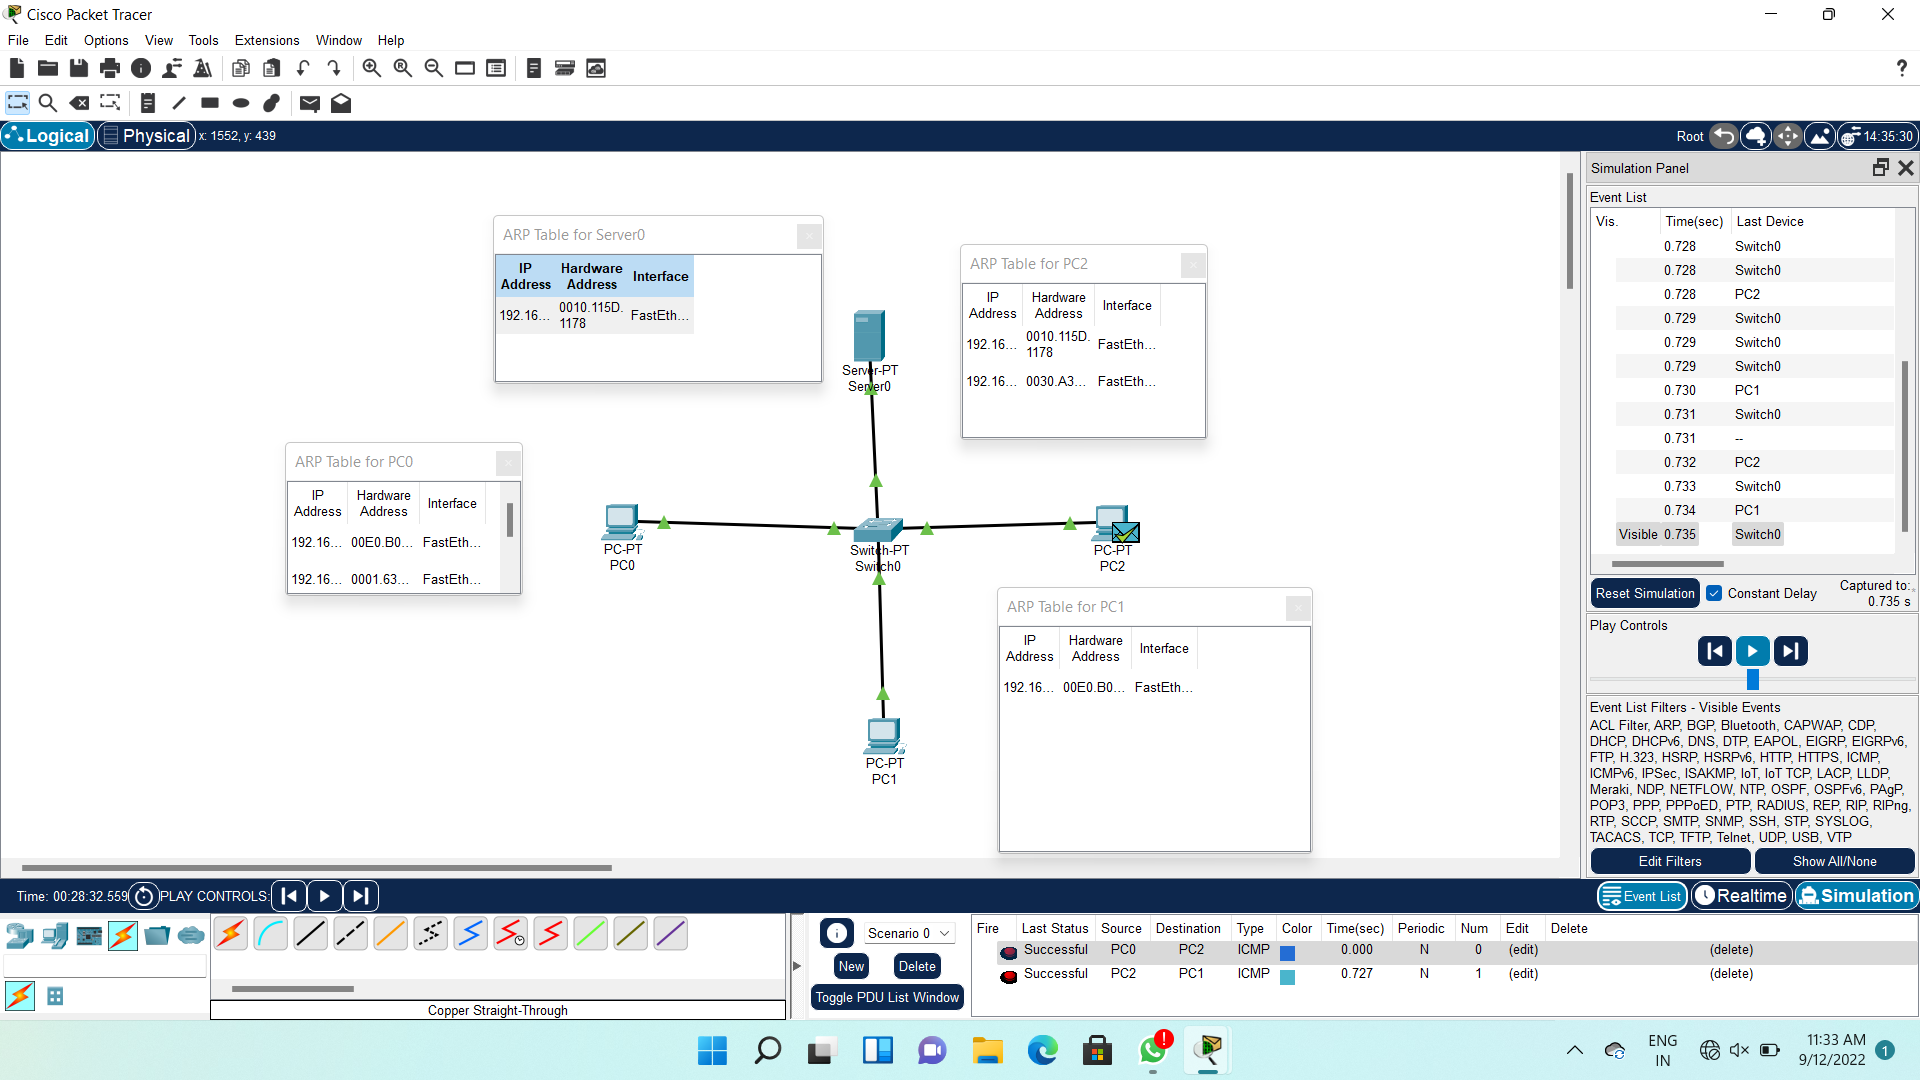 Cisco Packet Tracer
File Edit Options View Tools Extensions Window Help
Logical Physical x: 1552, y: 439 Root 14:35:30
ARP Table for Server0
IP Address Hardware Address Interface
192.16... 0010.115D.1178 FastEth...
ARP Table for PC2
IP Address Hardware Address Interface
192.16... 0010.115D.1178 FastEth...
192.16... 0030.A3... FastEth...
Server-PT
Server0
ARP Table for PC0
IP Address Hardware Address Interface
192.16... 00E0.B0... FastEth...
192.16... 0001.63... FastEth...
PC-PT
PC0
Switch-PT
Switch0
PC-PT
PC2
ARP Table for PC1
IP Address Hardware Address Interface
192.16... 00E0.B0... FastEth...
PC-PT
PC1
Simulation Panel
Event List
Vis. Time(sec) Last Device
0.728 Switch0
0.728 Switch0
0.728 PC2
0.729 Switch0
0.729 Switch0
0.729 Switch0
0.730 PC1
0.731 Switch0
0.731 --
0.732 PC2
0.733 Switch0
0.734 PC1
Visible 0.735 Switch0
Reset Simulation Constant Delay Captured to:
0.735 s
Play Controls
Event List Filters - Visible Events
ACL Filter, ARP, BGP, Bluetooth, CAPWAP, CDP,
DHCP, DHCPv6, DNS, DTP, EAPOL, EIGRP, EIGRPv6,
FTP, H.323, HSRP, HSRPv6, HTTP, HTTPS, ICMP,
ICMPv6, IPSec, ISAKMP, IoT, IoT TCP, LACP, LLDP,
Meraki, NDP, NETFLOW, NTP, OSPF, OSPFv6, PAgP,
POP3, PPP, PPPoED, PTP, RADIUS, REP, RIP, RIPng,
RTP, SCCP, SMTP, SNMP, SSH, STP, SYSLOG,
TACACS, TCP, TFTP, Telnet, UDP, USB, VTP
Edit Filters Show All/None
Time: 00:28:32.559 PLAY CONTROLS: Event List Realtime Simulation
Copper Straight-Through
Scenario 0
New Delete
Toggle PDU List Window
Fire Last Status Source Destination Type Color Time(sec) Periodic Num Edit Delete
Successful PC0 PC2 ICMP 0.000 N 0 (edit) (delete)
Successful PC2 PC1 ICMP 0.727 N 1 (edit) (delete)
ENG
IN
11:33 AM
9/12/2022
1